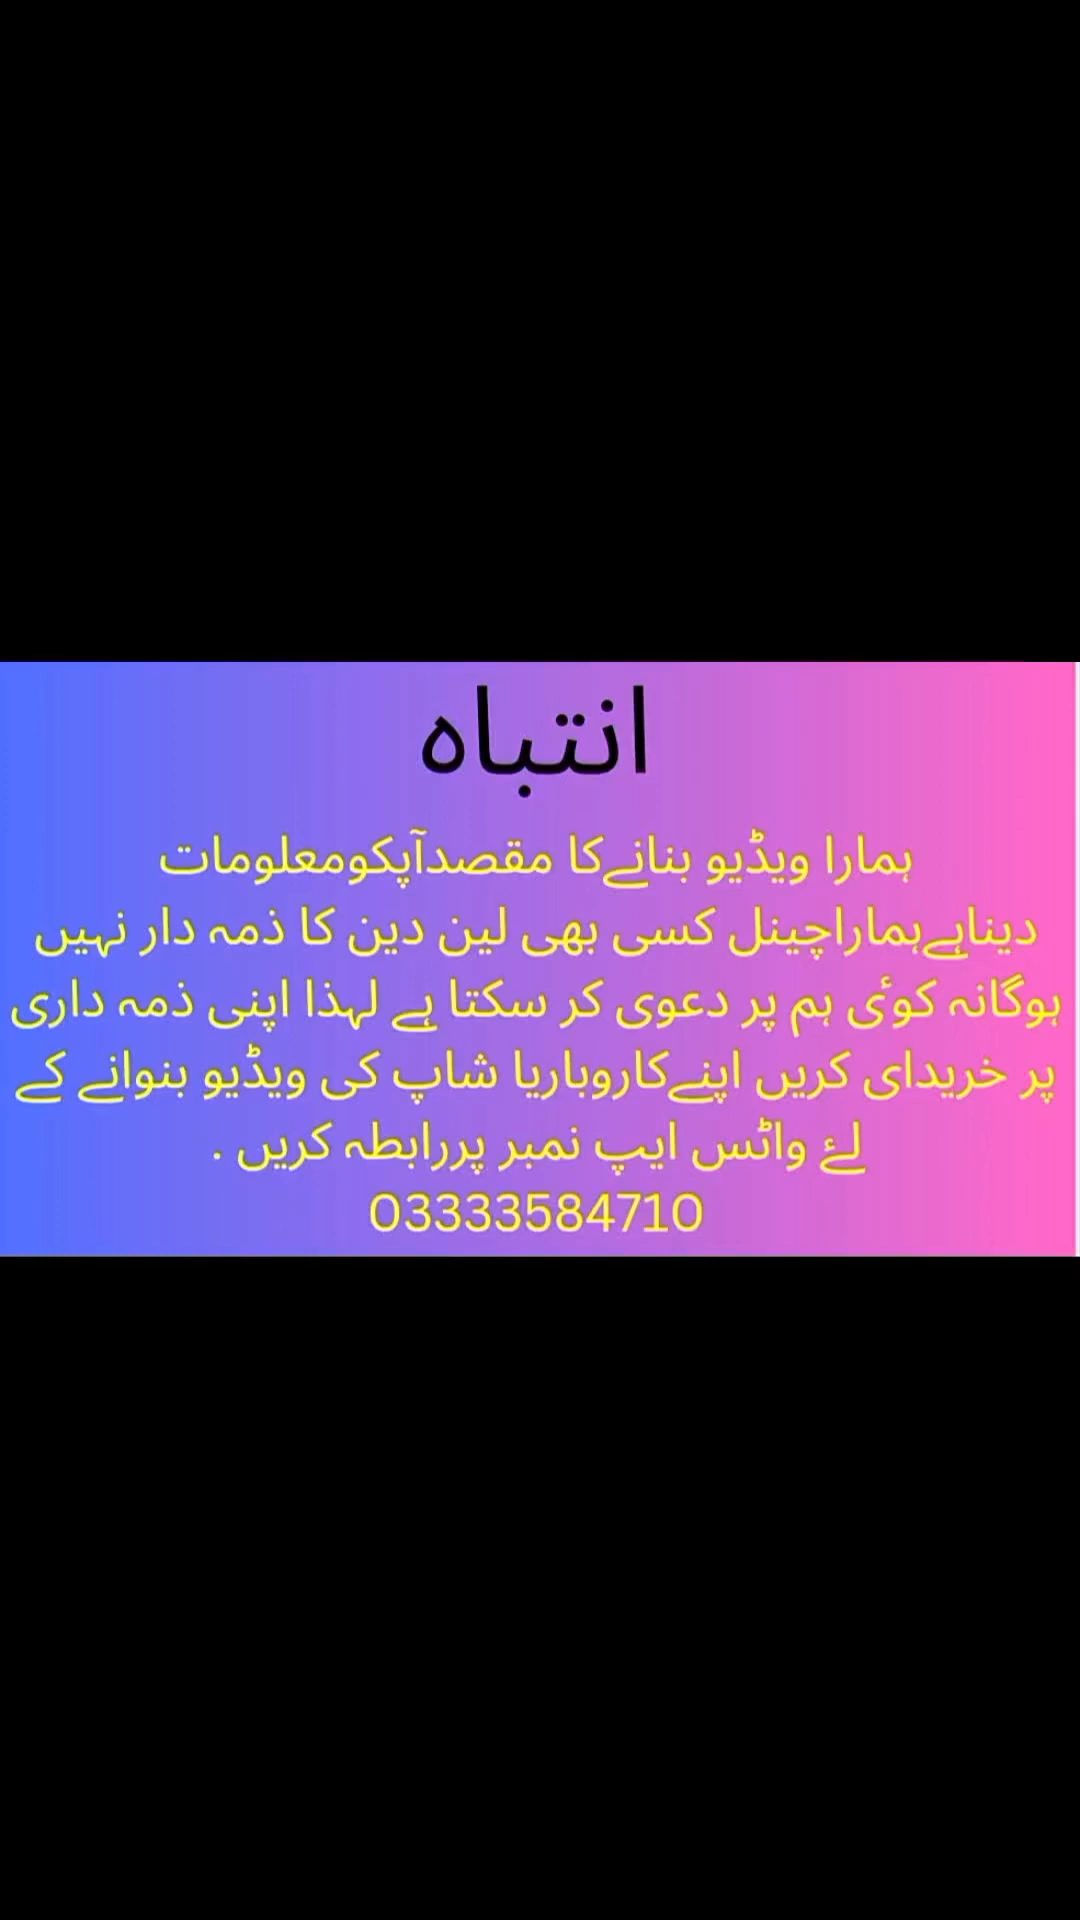 انتباہ
ہمارا ویڈیو بنانےکا مقصدآپکومعلومات
دیناہےہماراچینل کسی بھی لین دین کا ذمہ دار نہیں
ہوگانہ کوئی ہم پر دعوی کر سکتا ہے لہذا اپنی ذمہ داری
پر خریدای کریں اپنےکاروباریا شاپ کی ویڈیو بنوانے کے
لۓ واٹس ایپ نمبر پررابطہ کریں .
03333584710